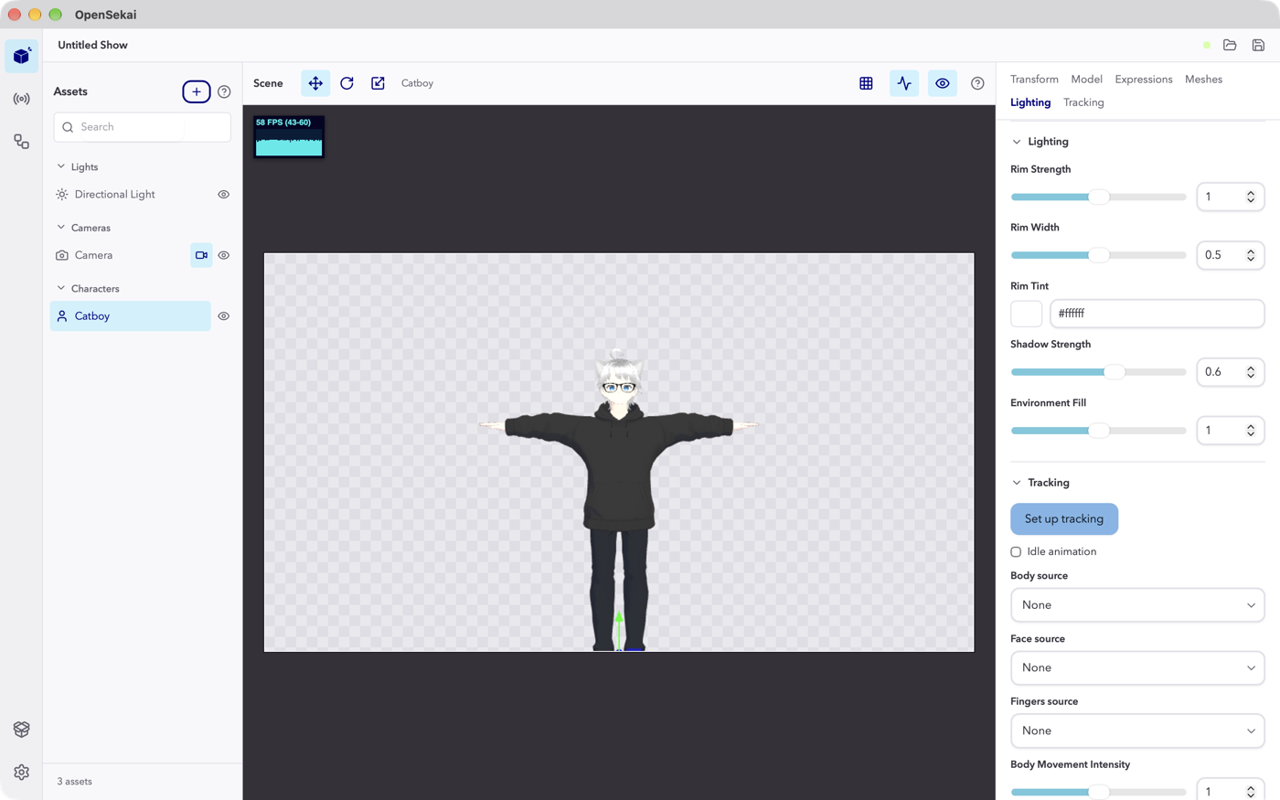 OpenSekai
Untitled Show
Assets
Search
Lights
Directional Light
Cameras
Camera
Characters
Catboy
3 assets
Scene
Catboy
58 FPS (43-60)
Transform Model Expressions Meshes
Lighting Tracking
Lighting
Rim Strength
1
Rim Width
0.5
Rim Tint
#ffffff
Shadow Strength
0.6
Environment Fill
1
Tracking
Set up tracking
Idle animation
Body source
None
Face source
None
Fingers source
None
Body Movement Intensity
1